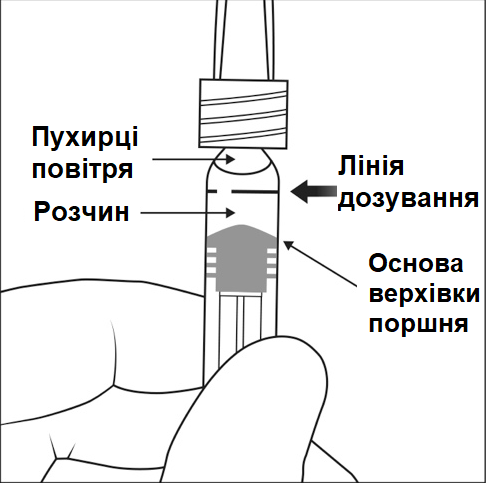 Пухирці
повітря
Розчин
Лінія
дозування
Основа
верхівки
поршня